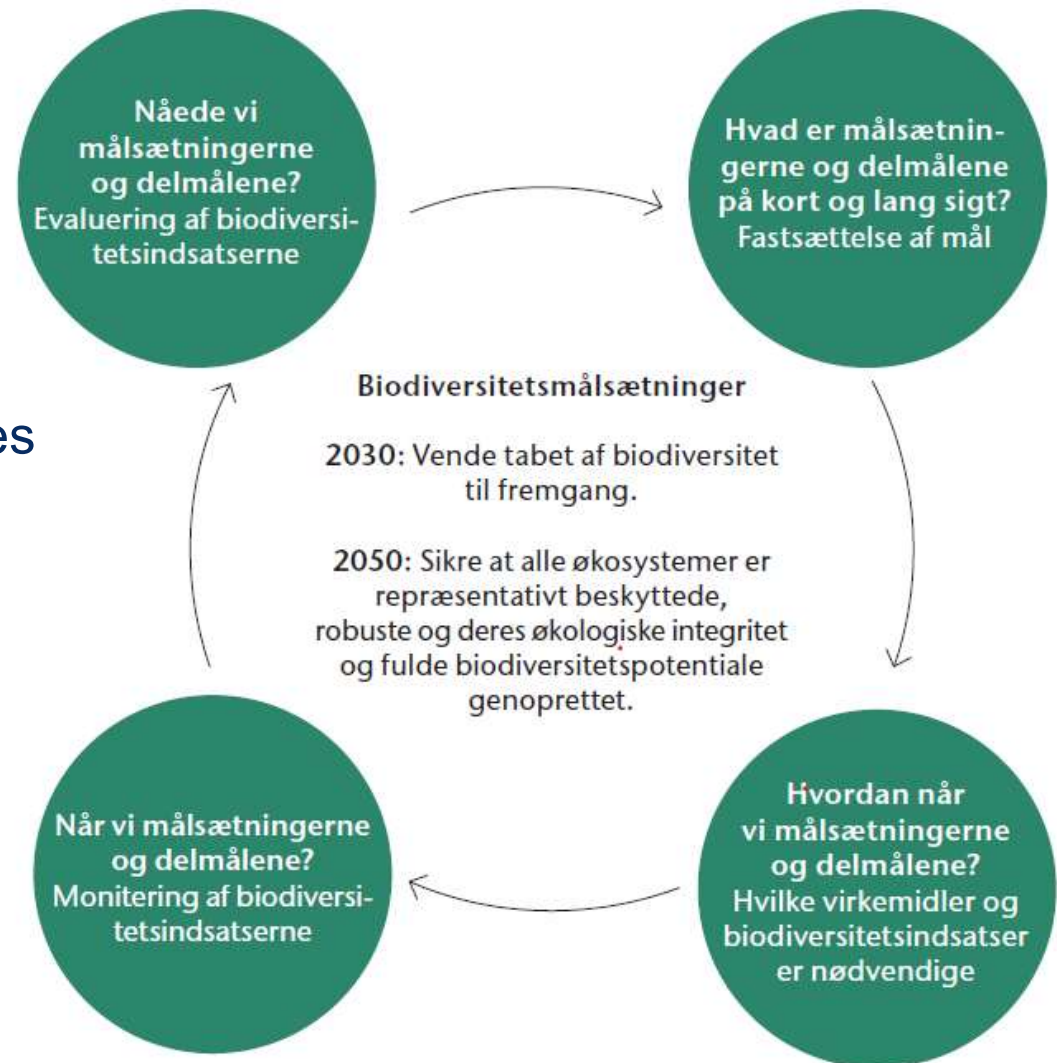 Nåede vi
målsætningerne
og delmålene?
Evaluering af biodiversi-
tetsindsatserne
Hvad er målsætnin-
gerne og delmålene
på kort og lang sigt?
Fastsættelse af mål
es
Biodiversitetsmålsætninger
2030: Vende tabet af biodiversitet
til fremgang.
2050: Sikre at alle økosystemer er
repræsentativt beskyttede,
robuste og deres økologiske integritet
og fulde biodiversitetspotentiale
genoprettet.
Når vi målsætningerne
og delmålene?
Monitering af biodiversi-
tetsindsatserne
Hvordan når
vi målsætningerne
og delmålene?
Hvilke virkemidler og
biodiversitetsindsatser
er nødvendige